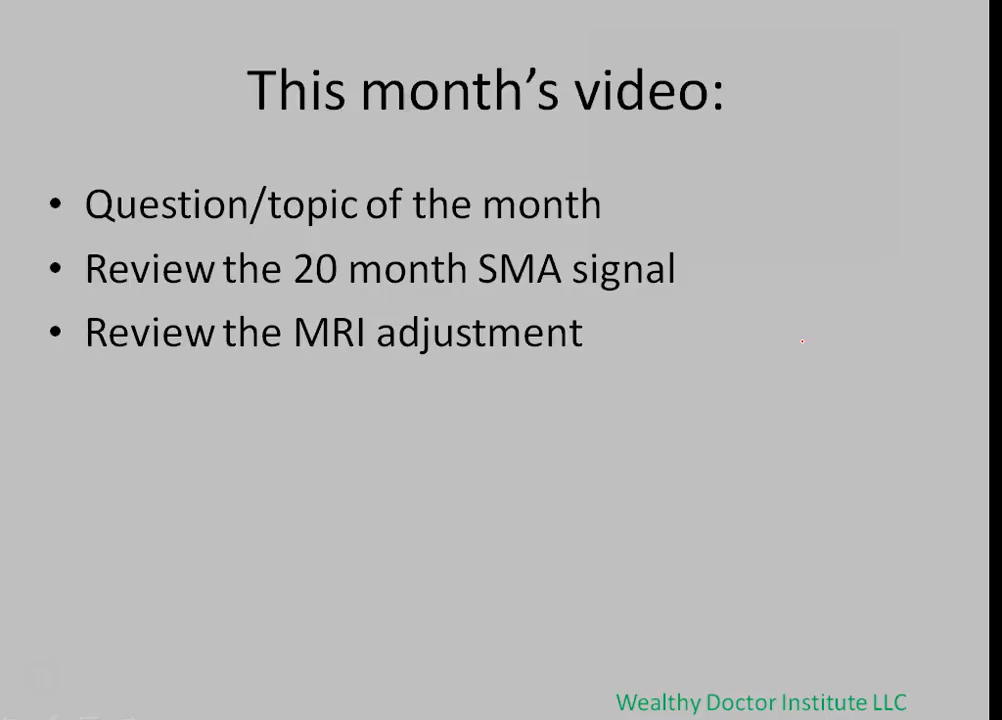 This month’s video:
• Question/topic of the month
• Review the 20 month SMA signal
• Review the MRI adjustment
Wealthy Doctor Institute LLC